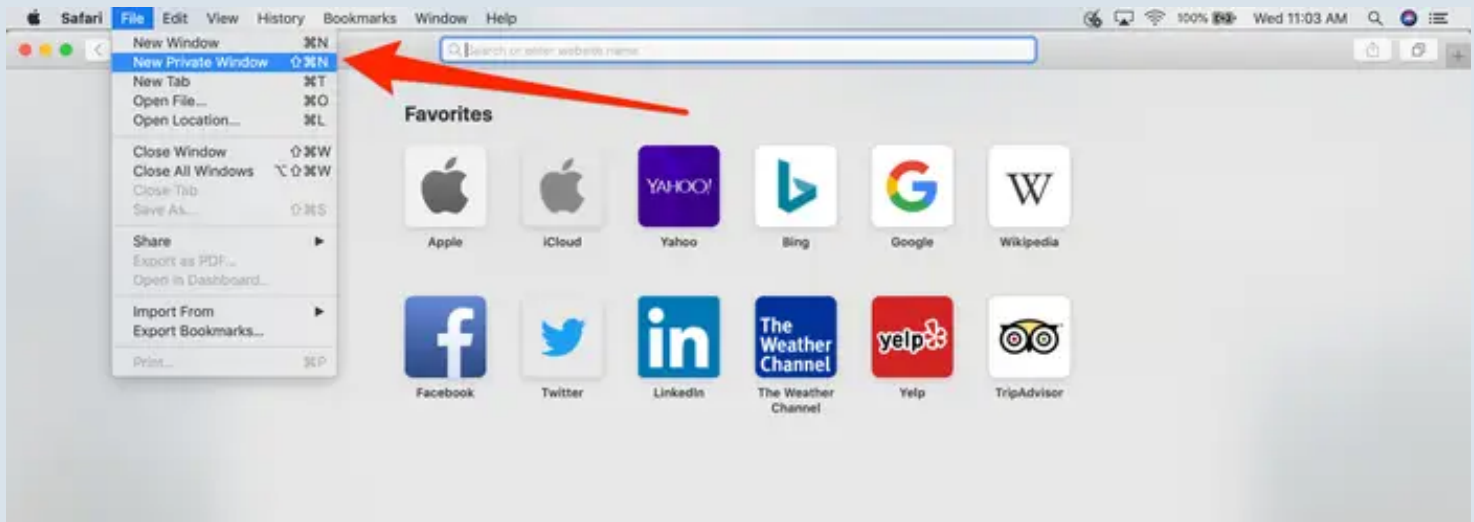 Safari File Edit View History Bookmarks Window Help 100% Wed 11:03 AM
New Window ⌘N
Search or enter website name
New Private Window ⇧⌘N
New Tab ⌘T
Open File... ⌘O
Open Location... ⌘L
Close Window ⇧⌘W
Close All Windows ⌥⇧⌘W
Close Tab
Save As... ⇧⌘S
Share
Export as PDF...
Open in Dashboard...
Import From
Export Bookmarks...
Print... ⌘P
Favorites
YAHOO!
W
Apple iCloud Yahoo Bing Google Wikipedia
f in
The
Weather
Channel
yelp
Facebook Twitter LinkedIn The Weather Yelp TripAdvisor
Channel